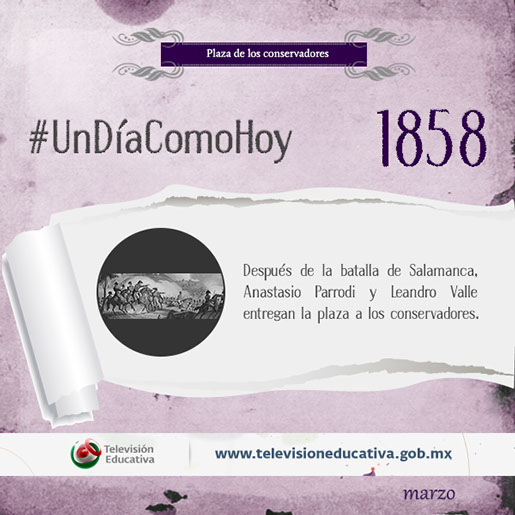 Plaza de los conservadores
#UnDíaComoHoy
1858
Después de la batalla de Salamanca,
Anastasio Parrodi y Leandro Valle
entregan la plaza a los conservadores.
Televisión
Educativa
www.televisioneducativa.gob.mx
marzo